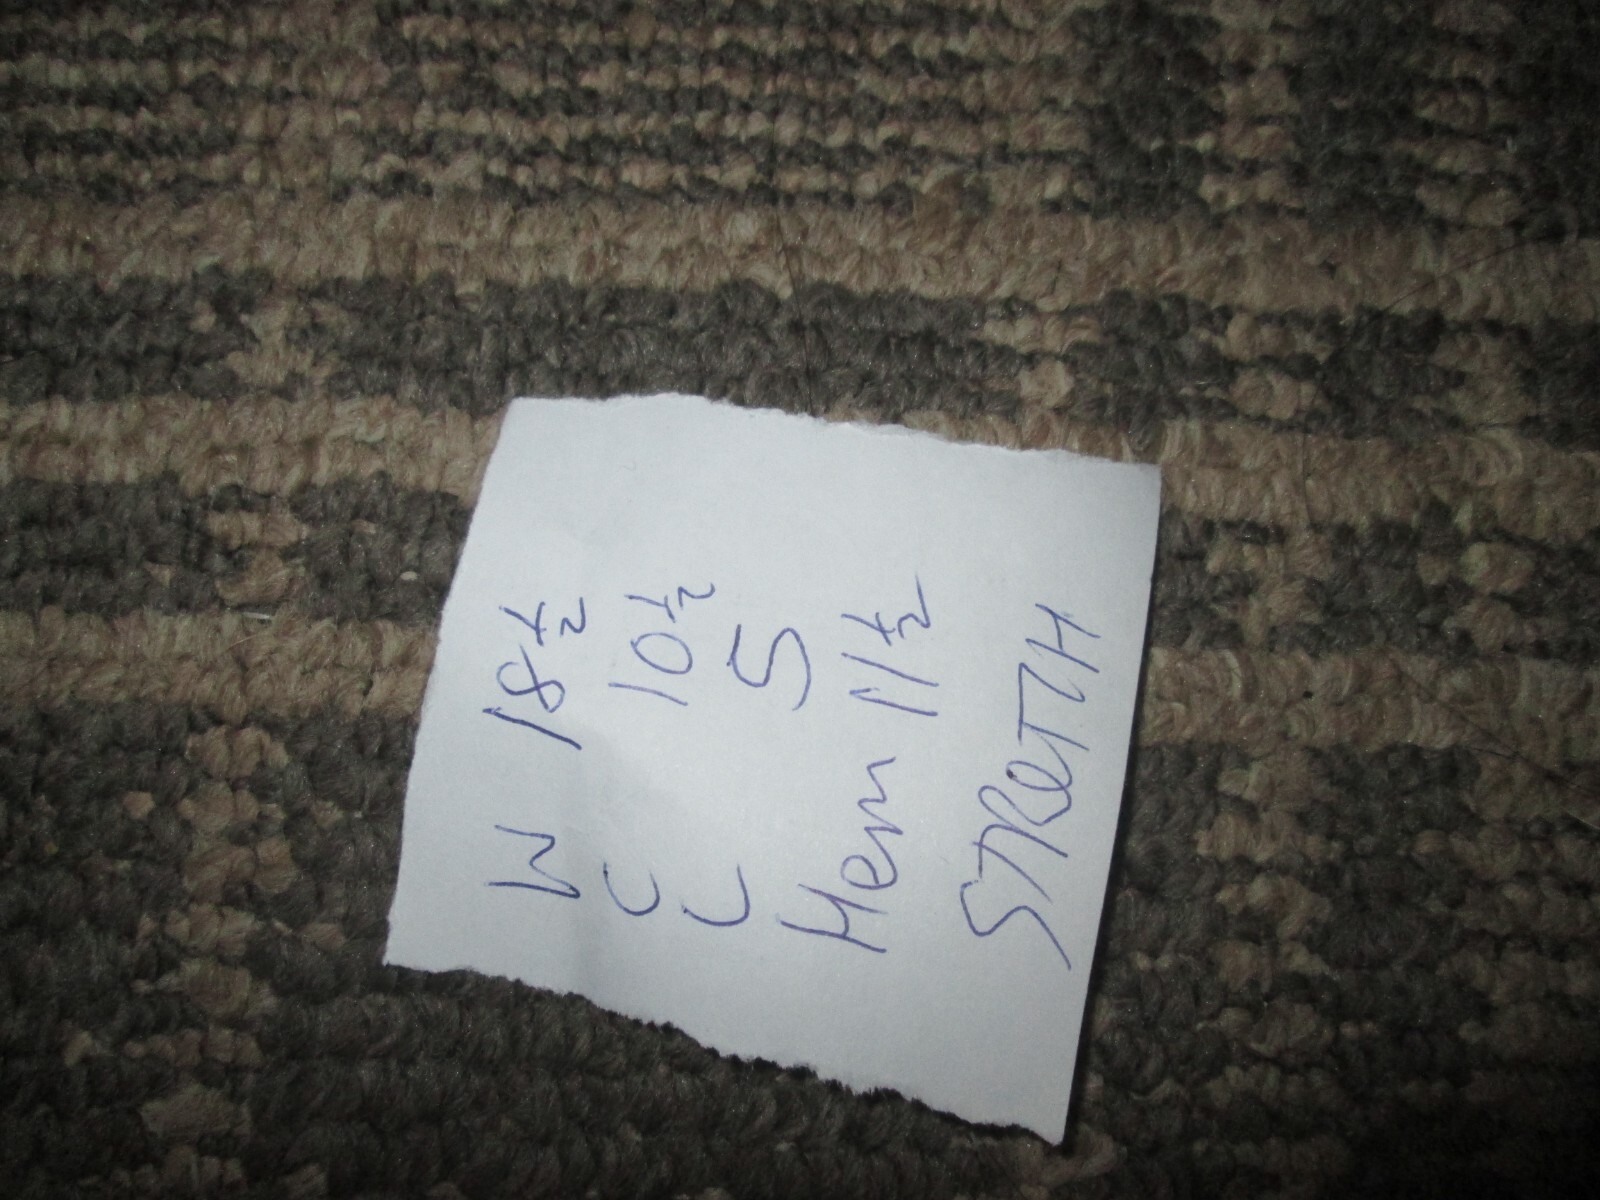 W 18½
C 10½
L 5
Hem 11½
STReTCH